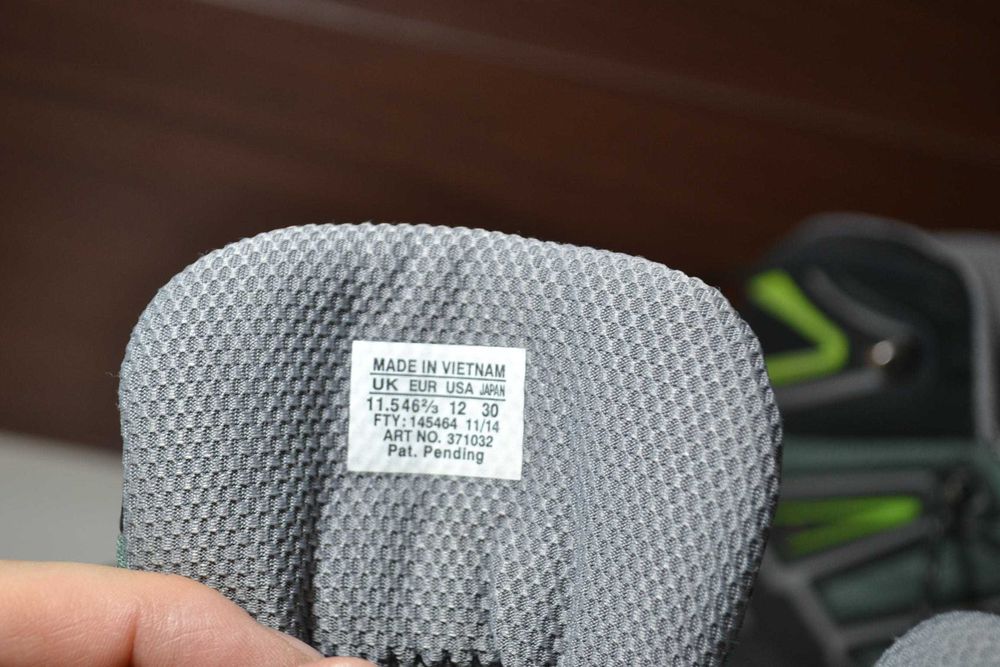 MADE IN VIETNAM
UK EUR USA JAPAN
11.5 46⅔ 12 30
FTY: 145464 11/14
ART NO. 371032
Pat. Pending